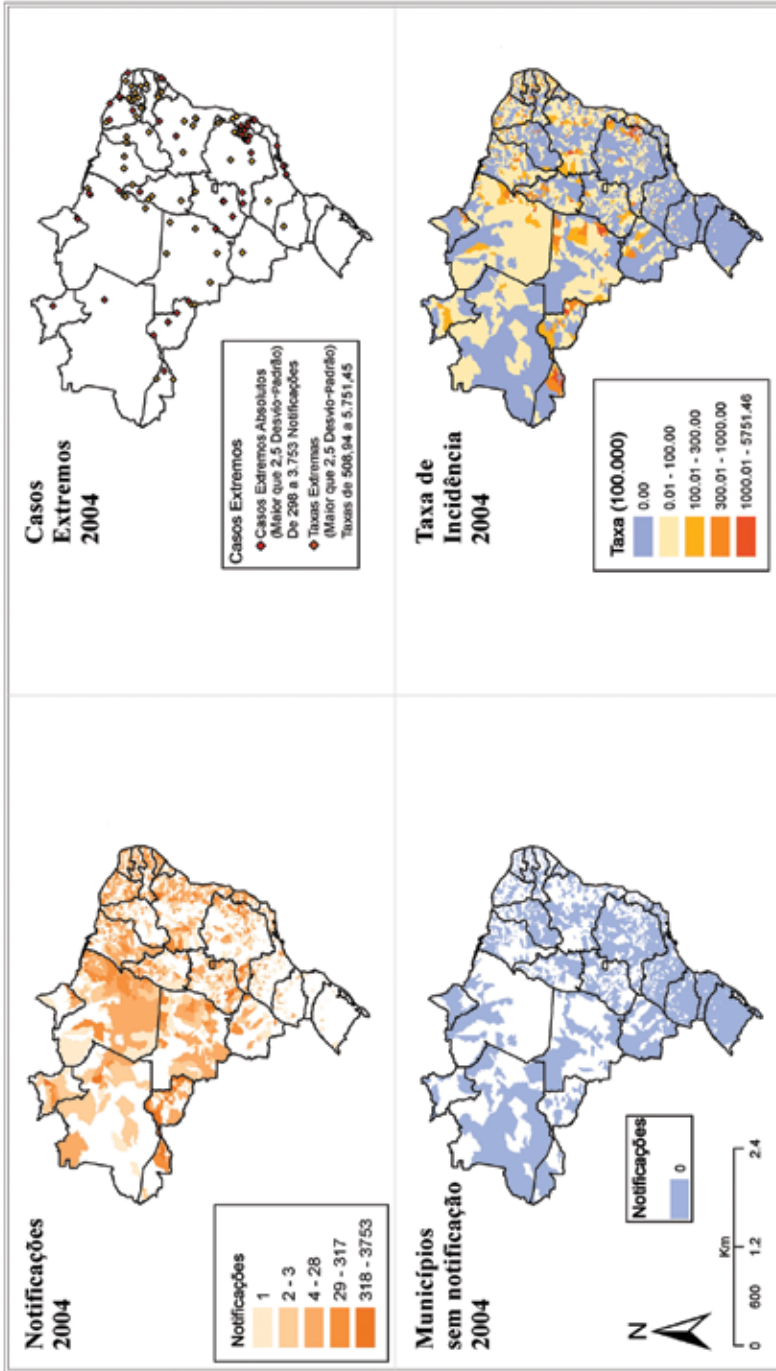 Notificações
2004
Notificações
1
2 - 3
4 - 28
29 - 317
318 - 3753
Casos
Extremos
2004
Casos Extremos
Casos Extremos Absolutos
(Maior que 2,5 Desvio-Padrão)
De 298 a 3.753 Notificações
Taxas Extremas
(Maior que 2,5 Desvio-Padrão)
Taxas de 508,94 a 5.751,45
Municípios
sem notificação
2004
Notificações
0
N
Km
0 600 1.2 2.4
Taxa de
Incidência
2004
Taxa (100.000)
0.00
0.01 - 100.00
100.01 - 300.00
300.01 - 1000.00
1000.01 - 5751.46